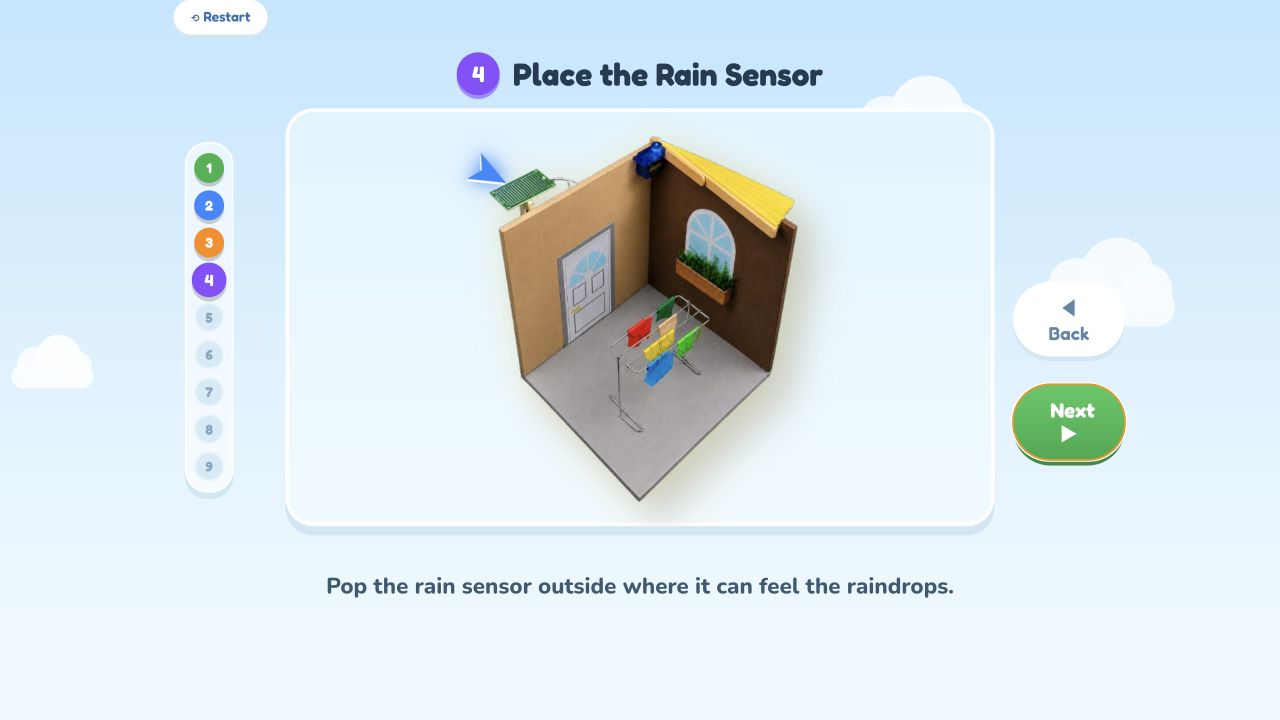 ⟲ Restart
4 Place the Rain Sensor
1
2
3
4
5
6
7
8
9
Back
Next
Pop the rain sensor outside where it can feel the raindrops.